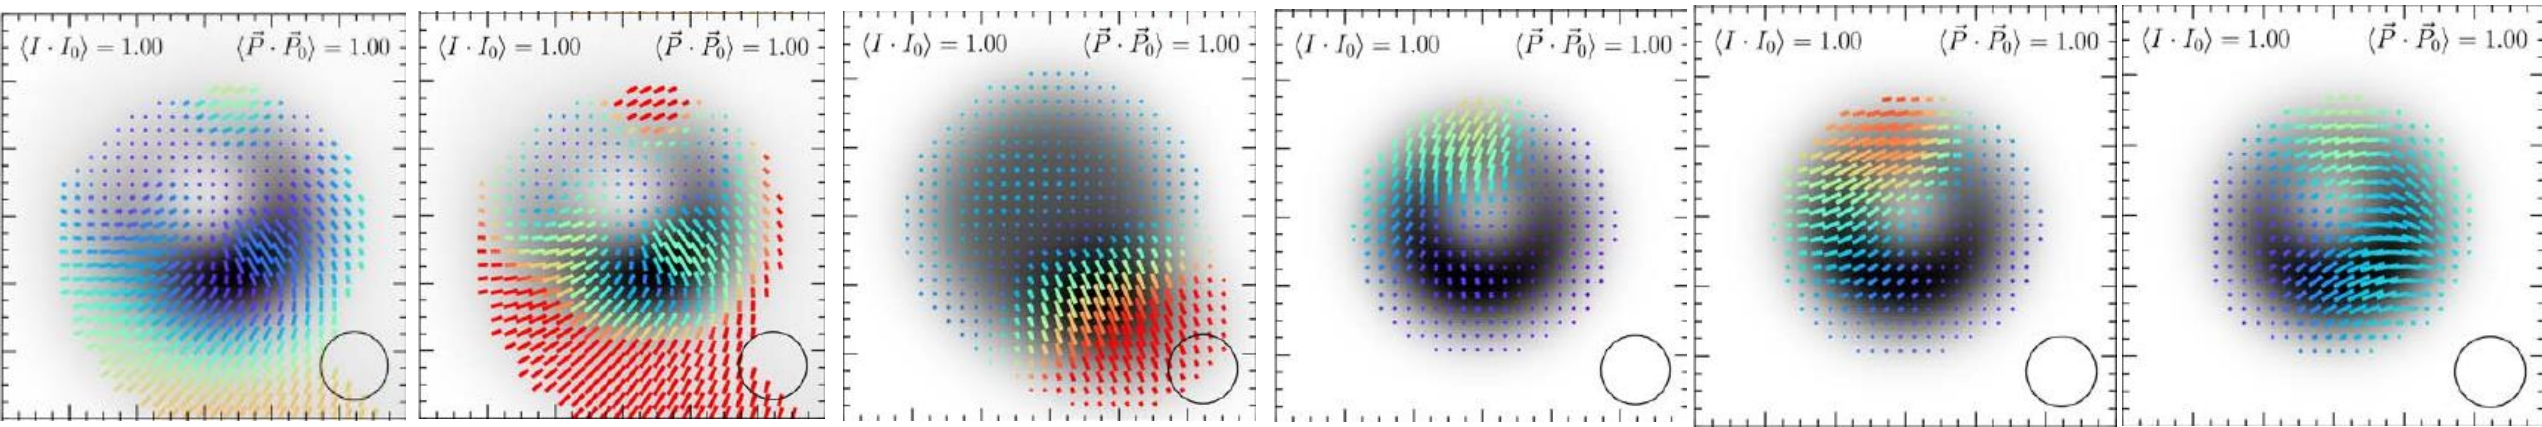 ⟨I · I₀⟩ = 1.00 ⟨P⃗ · P⃗₀⟩ = 1.00
⟨I · I₀⟩ = 1.00 ⟨P⃗ · P⃗₀⟩ = 1.00
⟨I · I₀⟩ = 1.00 ⟨P⃗ · P⃗₀⟩ = 1.00
⟨I · I₀⟩ = 1.00 ⟨P⃗ · P⃗₀⟩ = 1.00
⟨I · I₀⟩ = 1.00 ⟨P⃗ · P⃗₀⟩ = 1.00
⟨I · I₀⟩ = 1.00 ⟨P⃗ · P⃗₀⟩ = 1.00